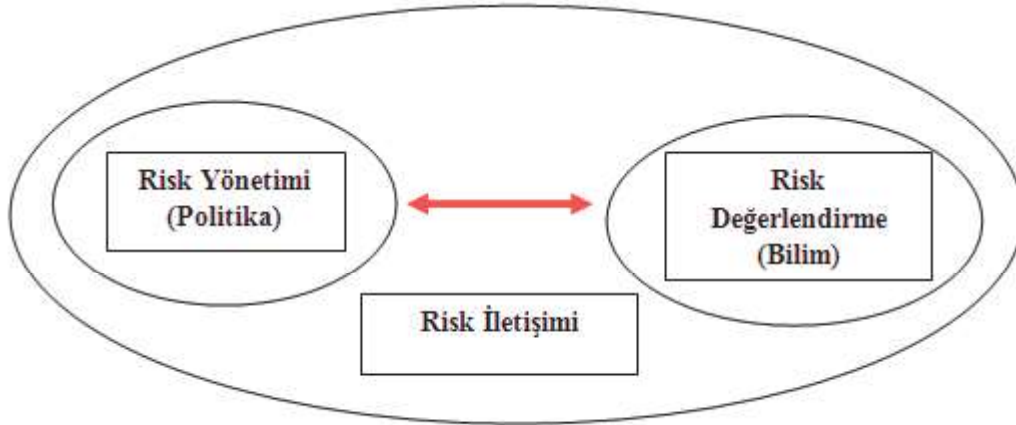 Risk Yönetimi
(Politika)
Risk
Değerlendirme
(Bilim)
Risk İletişimi